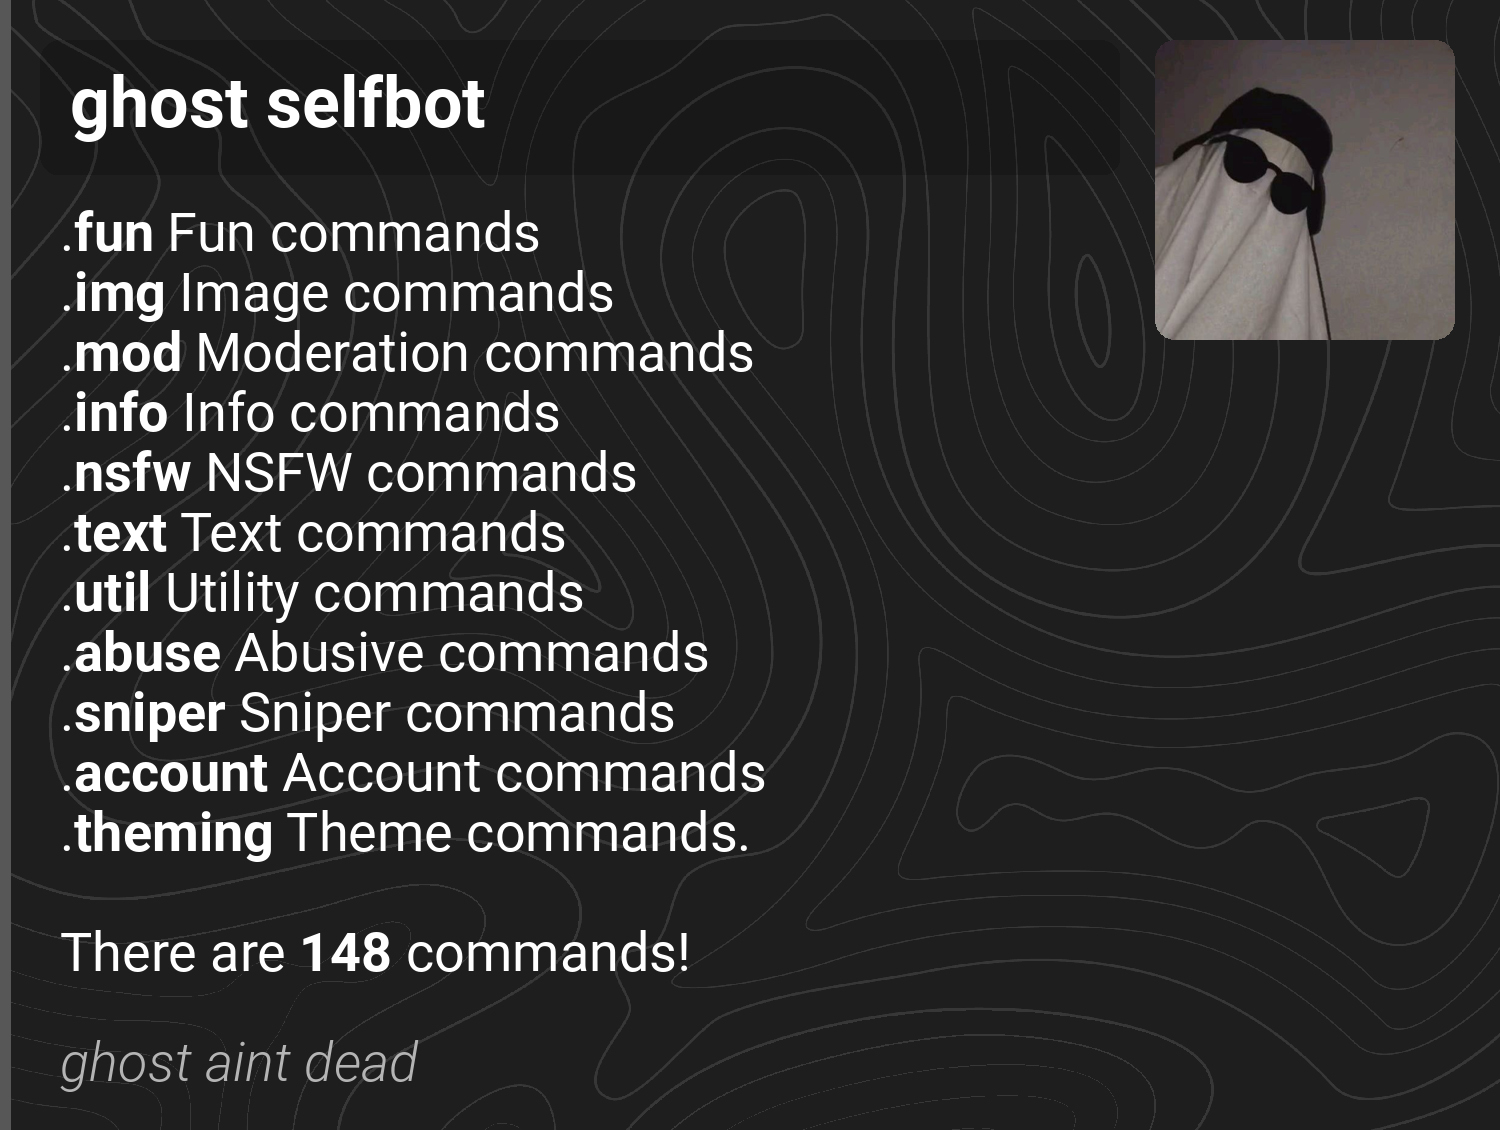 ghost selfbot
.fun Fun commands
.img Image commands
.mod Moderation commands
.info Info commands
.nsfw NSFW commands
.text Text commands
.util Utility commands
.abuse Abusive commands
.sniper Sniper commands
.account Account commands
.theming Theme commands.
There are 148 commands!
ghost aint dead